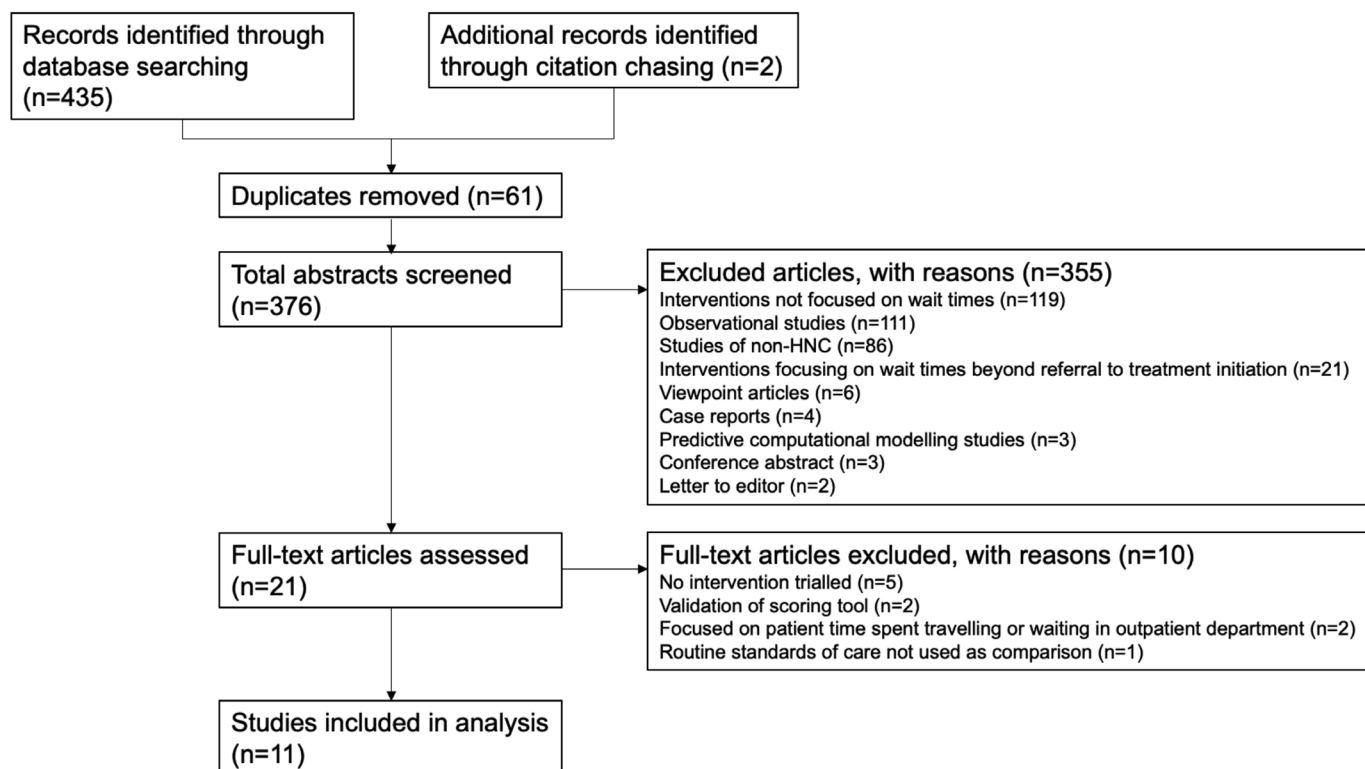 Records identified through
database searching
(n=435)
Additional records identified
through citation chasing (n=2)
Duplicates removed (n=61)
Total abstracts screened
(n=376)
Excluded articles, with reasons (n=355)
Interventions not focused on wait times (n=119)
Observational studies (n=111)
Studies of non-HNC (n=86)
Interventions focusing on wait times beyond referral to treatment initiation (n=21)
Viewpoint articles (n=6)
Case reports (n=4)
Predictive computational modelling studies (n=3)
Conference abstract (n=3)
Letter to editor (n=2)
Full-text articles assessed
(n=21)
Full-text articles excluded, with reasons (n=10)
No intervention trialled (n=5)
Validation of scoring tool (n=2)
Focused on patient time spent travelling or waiting in outpatient department (n=2)
Routine standards of care not used as comparison (n=1)
Studies included in analysis
(n=11)